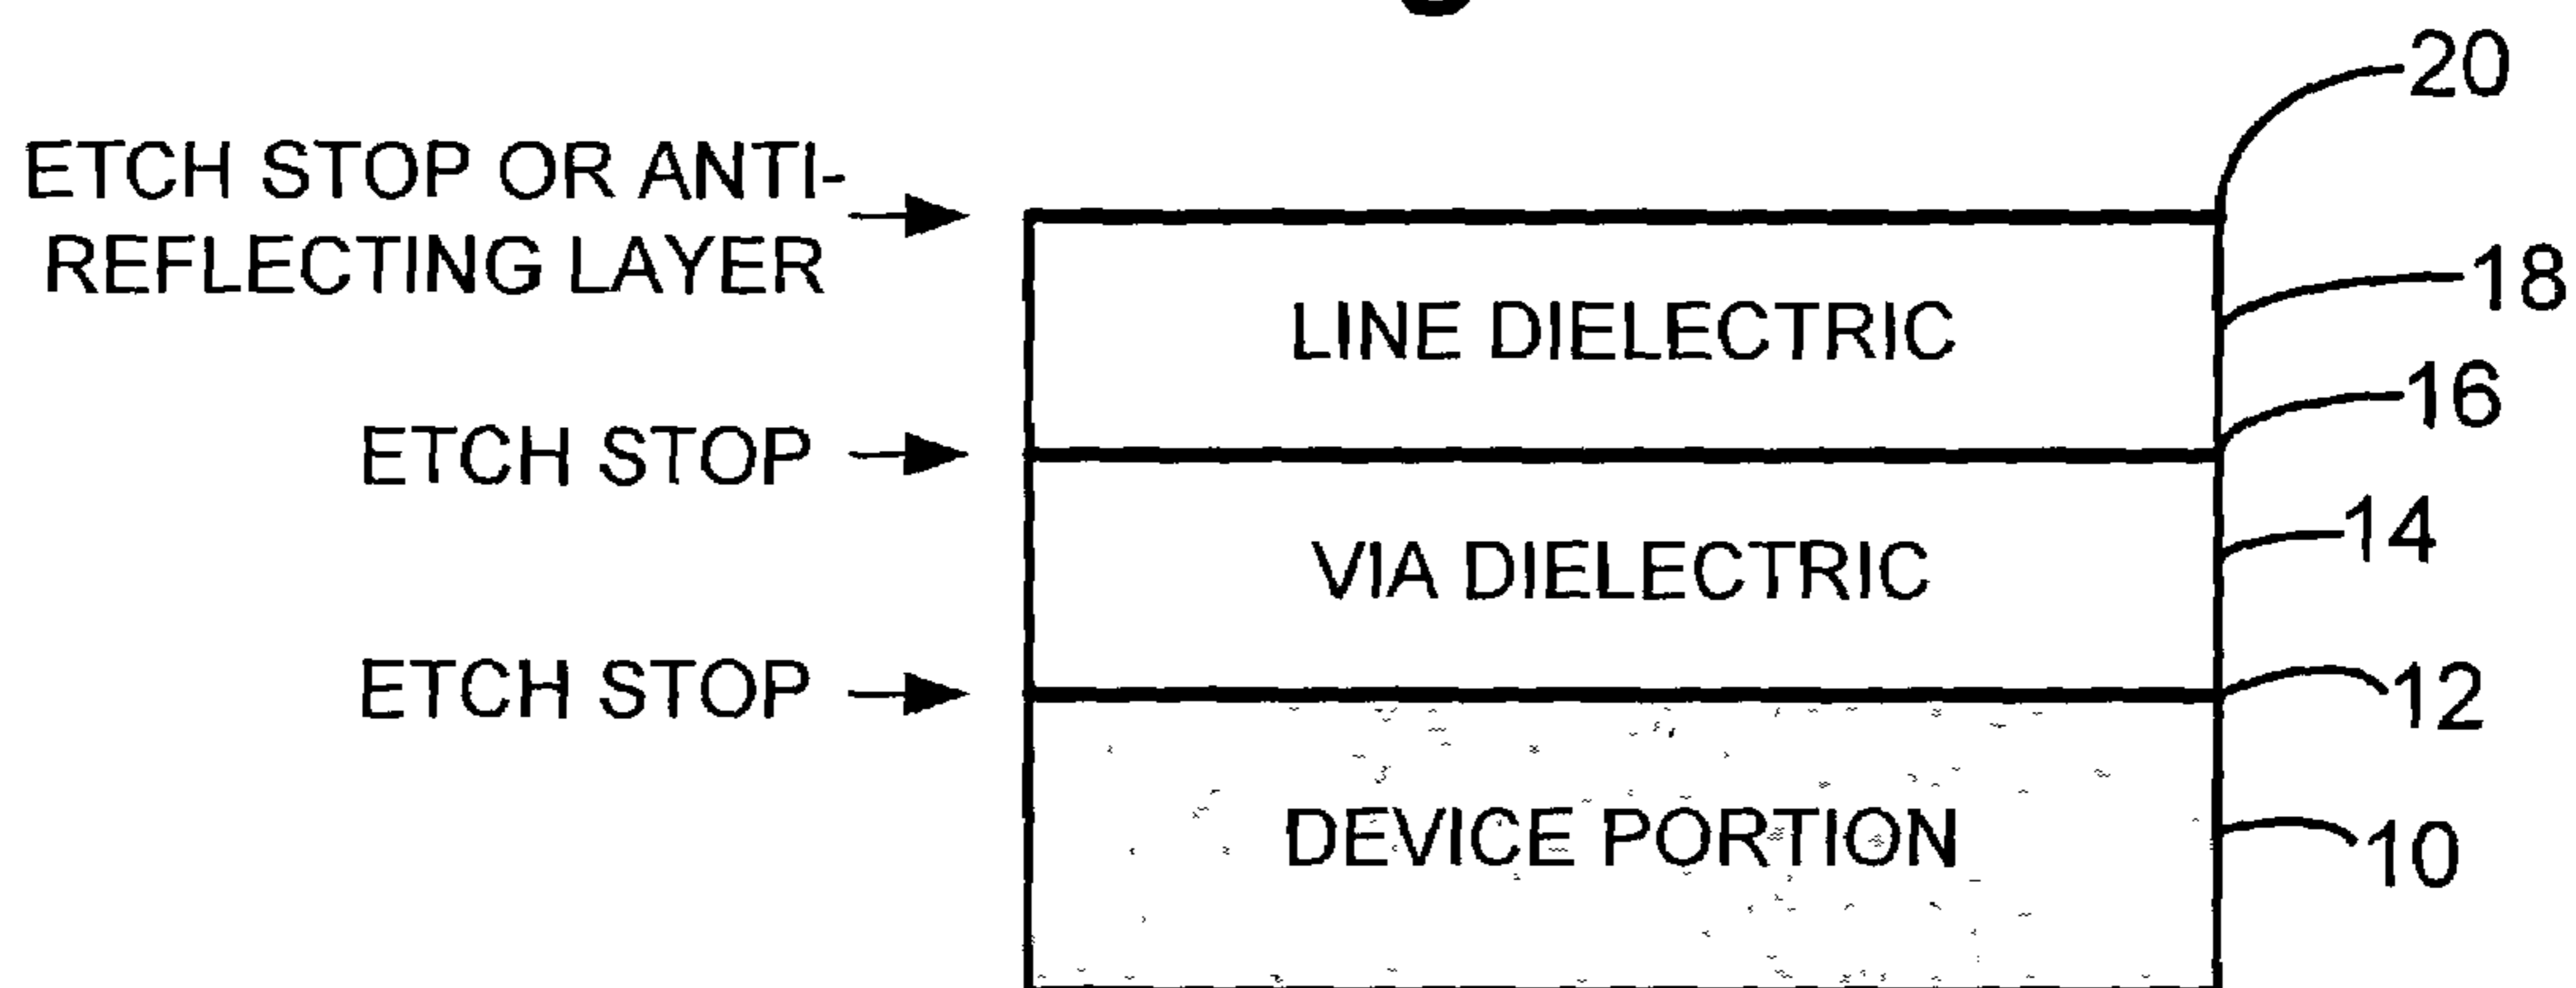 20
ETCH STOP OR ANTI-
REFLECTING LAYER
18
LINE DIELECTRIC
16
ETCH STOP
14
VIA DIELECTRIC
ETCH STOP
12
DEVICE PORTION
10